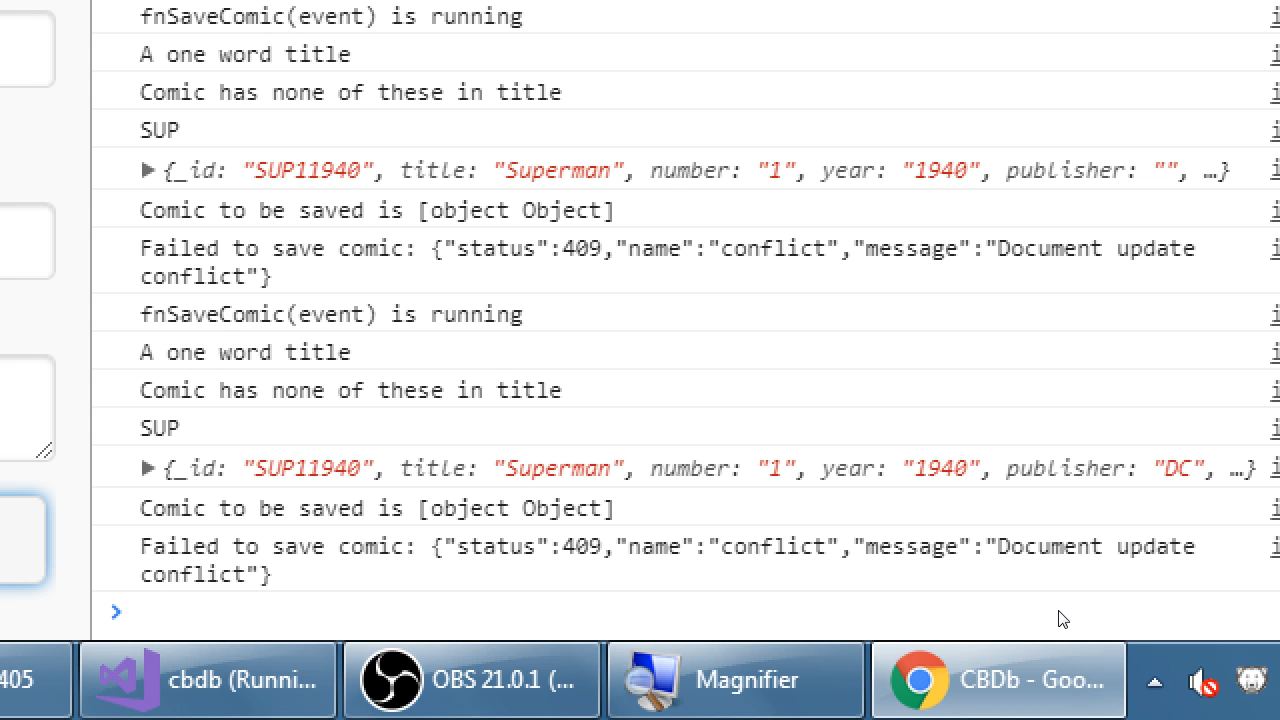 fnSaveComic(event) is running
A one word title
Comic has none of these in title
SUP
▶{_id: "SUP11940", title: "Superman", number: "1", year: "1940", publisher: "", …}
Comic to be saved is [object Object]
Failed to save comic: {"status":409,"name":"conflict","message":"Document update
conflict"}
fnSaveComic(event) is running
A one word title
Comic has none of these in title
SUP
▶{_id: "SUP11940", title: "Superman", number: "1", year: "1940", publisher: "DC", …}
Comic to be saved is [object Object]
Failed to save comic: {"status":409,"name":"conflict","message":"Document update
conflict"}
>
405 cbdb (Runni... OBS 21.0.1 (... Magnifier CBDb - Goo...